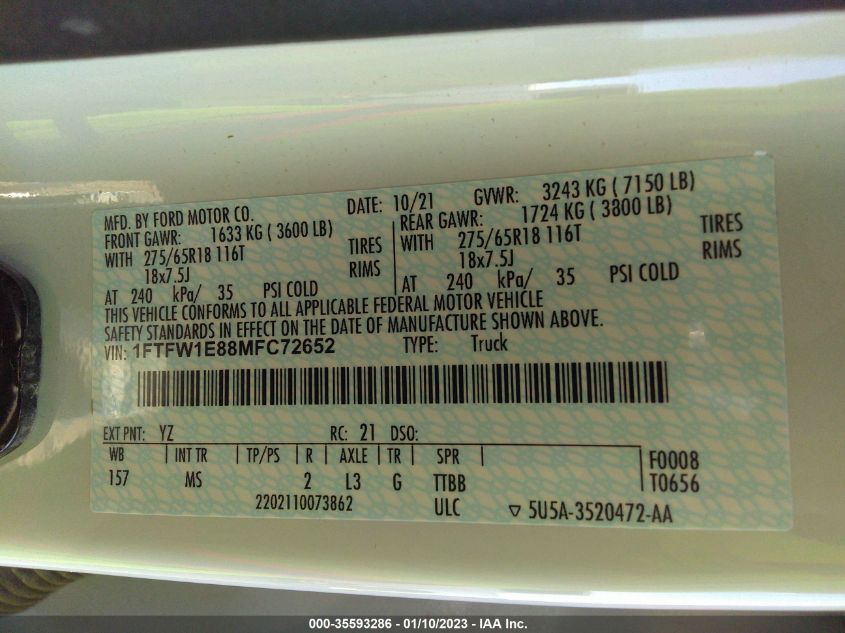 MFD. BY FORD MOTOR CO. DATE: 10/21 GVWR: 3243 KG ( 7150 LB)
FRONT GAWR: 1633 KG ( 3600 LB) REAR GAWR: 1724 KG ( 3800 LB)
WITH 275/65R18 116T TIRES WITH 275/65R18 116T TIRES
18x7.5J RIMS 18x7.5J RIMS
AT 240 kPa/ 35 PSI COLD AT 240 kPa/ 35 PSI COLD
THIS VEHICLE CONFORMS TO ALL APPLICABLE FEDERAL MOTOR VEHICLE
SAFETY STANDARDS IN EFFECT ON THE DATE OF MANUFACTURE SHOWN ABOVE.
VIN: 1FTFW1E88MFC72652 TYPE: Truck
EXT PNT: YZ RC: 21 DSO:
WB INT TR TP/PS R AXLE TR SPR F0008
157 MS 2 L3 G TTBB T0656
2202110073862 ULC ▽ 5U5A-3520472-AA
000-35593286 — 01/10/2023 — IAA Inc.